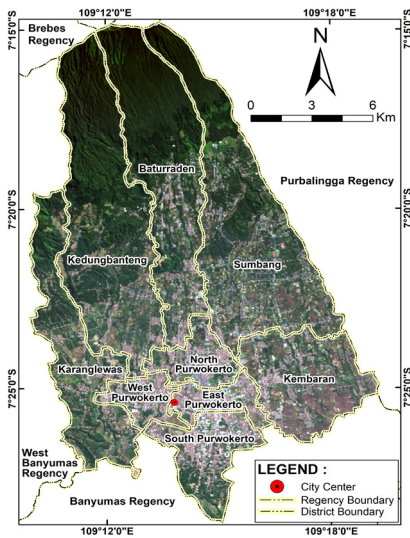 109°12'0"E
109°18'0"E
Brebes
Regency
7°15'0"S
7°15'0"S
North
0
3
6
Km
Baturraden
Purbalingga Regency
7°20'0"S
7°20'0"S
Kedungbanteng
Sumbang
North
Purwokerto
Karanglewas
Kembaran
West
Purwokerto
East
Purwokerto
7°25'0"S
7°25'0"S
South Purwokerto
West
Banyumas
Regency
Banyumas Regency
LEGEND :
City Center
Regency Boundary
District Boundary
109°12'0"E
109°18'0"E